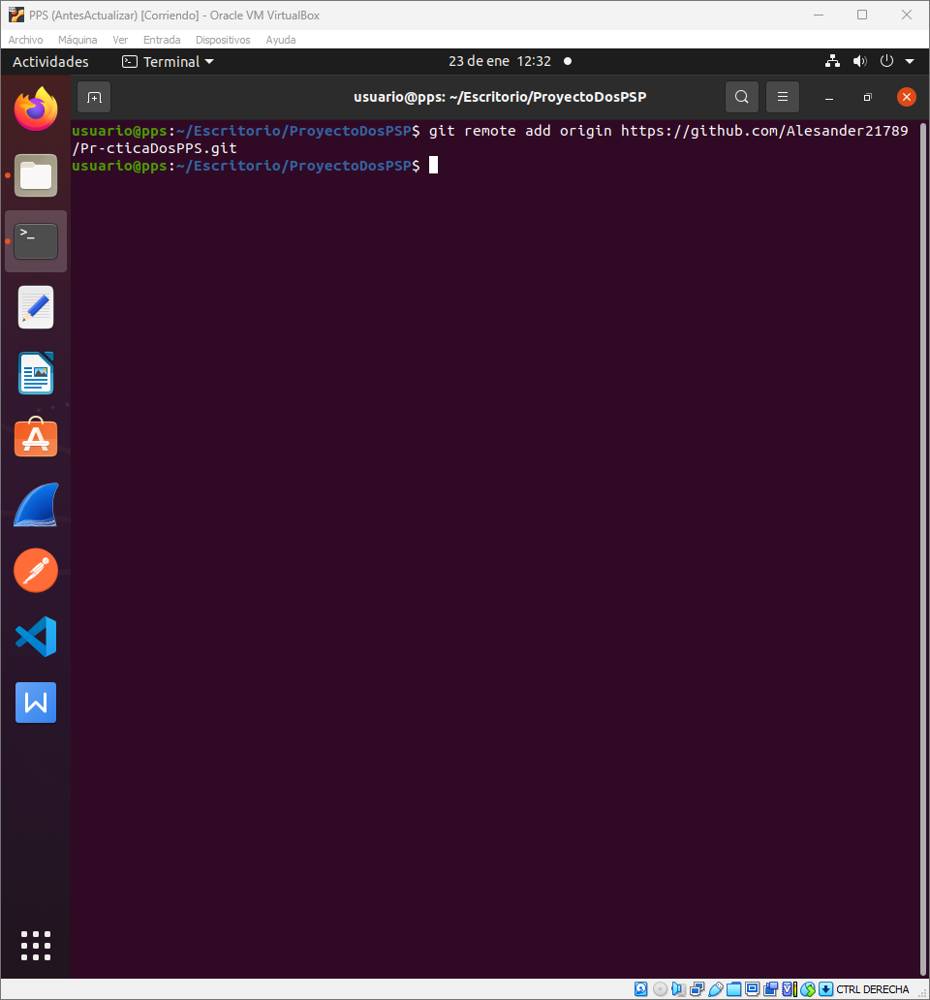 PPS (AntesActualizar) [Corriendo] - Oracle VM VirtualBox
Archivo Máquina Ver Entrada Dispositivos Ayuda
Actividades Terminal 23 de ene 12:32
usuario@pps: ~/Escritorio/ProyectoDosPSP
usuario@pps:~/Escritorio/ProyectoDosPSP$ git remote add origin https://github.com/Alesander21789
/Pr-cticaDosPPS.git
usuario@pps:~/Escritorio/ProyectoDosPSP$
>_
CTRL DERECHA